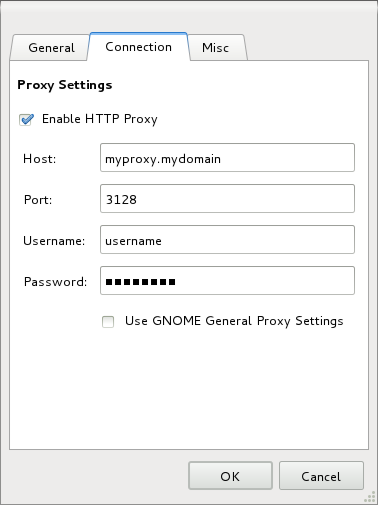 General Connection Misc
Proxy Settings
Enable HTTP Proxy
Host: myproxy.mydomain
Port: 3128
Username: username
Password: ▪▪▪▪▪▪▪▪
Use GNOME General Proxy Settings
OK Cancel